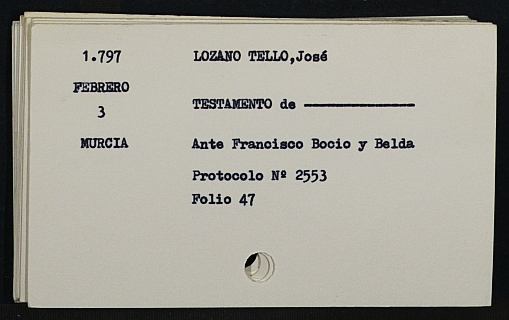 1.797
FEBRERO
3
MURCIA
LOZANO TELLO,José
TESTAMENTO de ———————
Ante Francisco Bocio y Belda
Protocolo Nº 2553
Folio 47